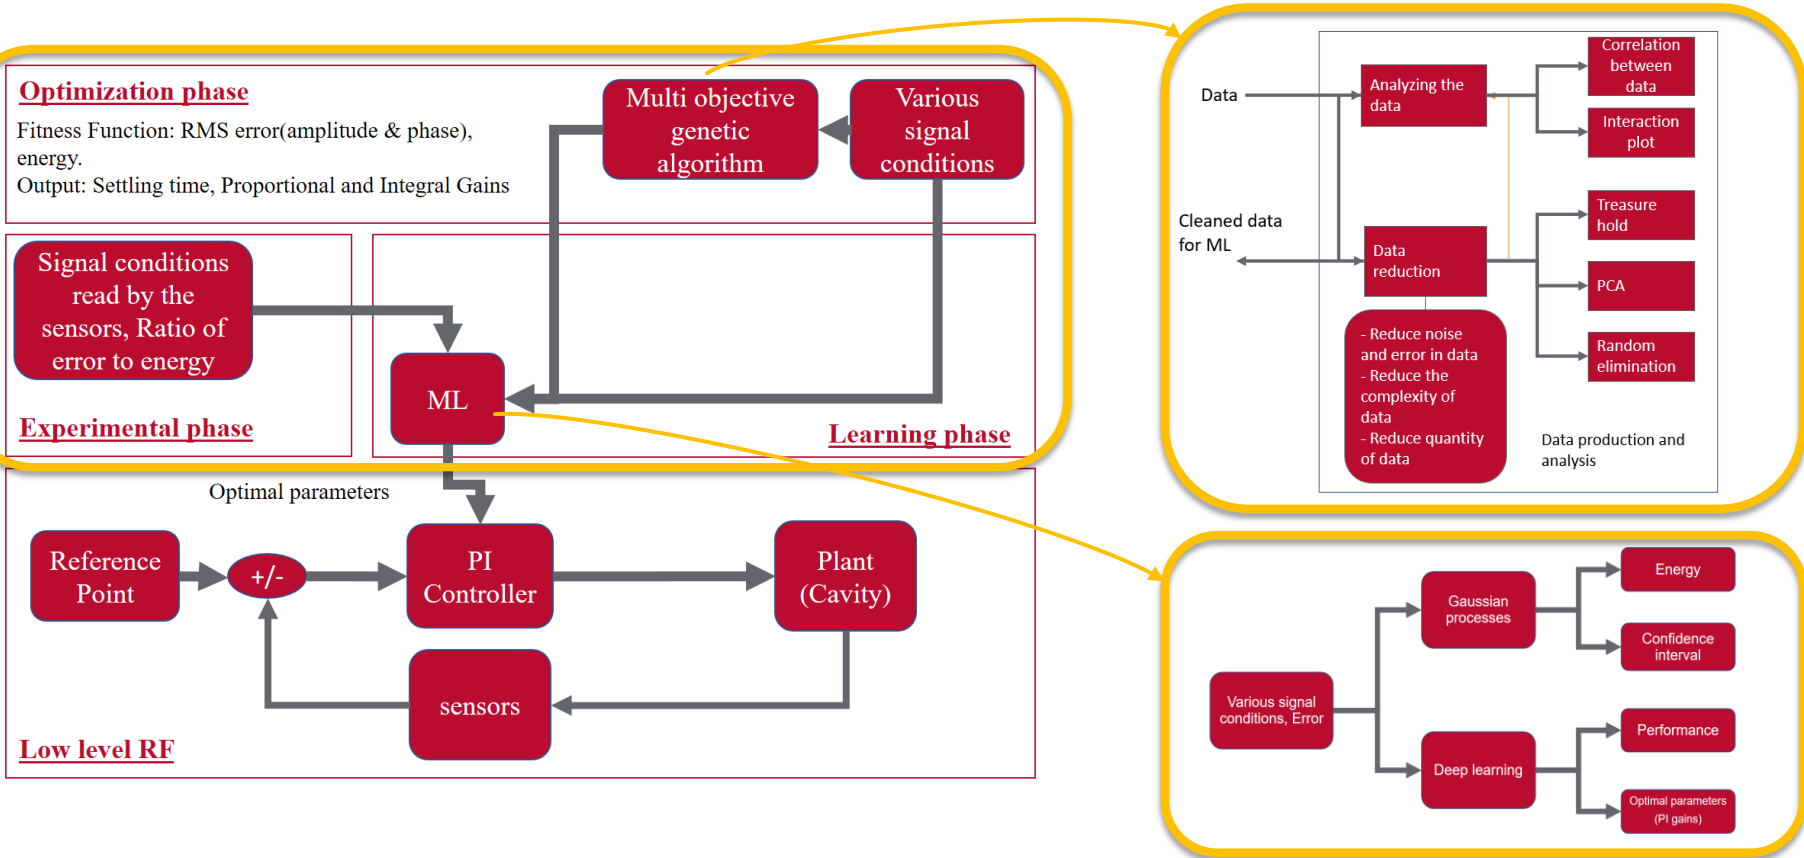 Optimization phase
Fitness Function: RMS error(amplitude & phase),
energy.
Output: Settling time, Proportional and Integral Gains
Multi objective
genetic
algorithm
Various
signal
conditions
Signal conditions
read by the
sensors, Ratio of
error to energy
Experimental phase
ML
Learning phase
Optimal parameters
Reference
Point
+/-
PI
Controller
Plant
(Cavity)
sensors
Low level RF
Data
Analyzing the
data
Correlation
between
data
Interaction
plot
Cleaned data
for ML
Data
reduction
Treasure
hold
PCA
Random
elimination
- Reduce noise
and error in data
- Reduce the
complexity of
data
- Reduce quantity
of data
Data production and
analysis
Various signal
conditions, Error
Gaussian
processes
Energy
Confidence
interval
Deep learning
Performance
Optimal parameters
(PI gains)